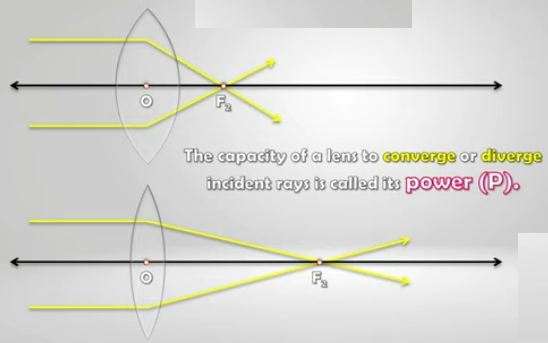 O
F₂
The capacity of a lens to converge or diverge
incident rays is called its power (P).
O
F₂